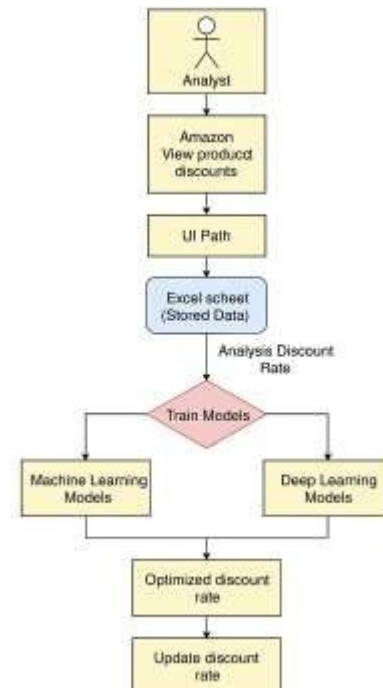 Analyst
Amazon
View producct
discounts
UI Path
Excel scheet
(Stored Data)
Analysis Discount
Rate
Train Models
Machine Learning
Models
Deep Learning
Models
Optimized discount
rate
Update discount
rate